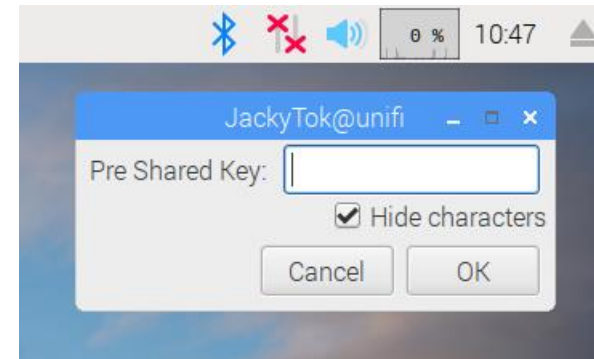 0 % 10:47
JackyTok@unifi
Pre Shared Key:
Hide characters
Cancel OK